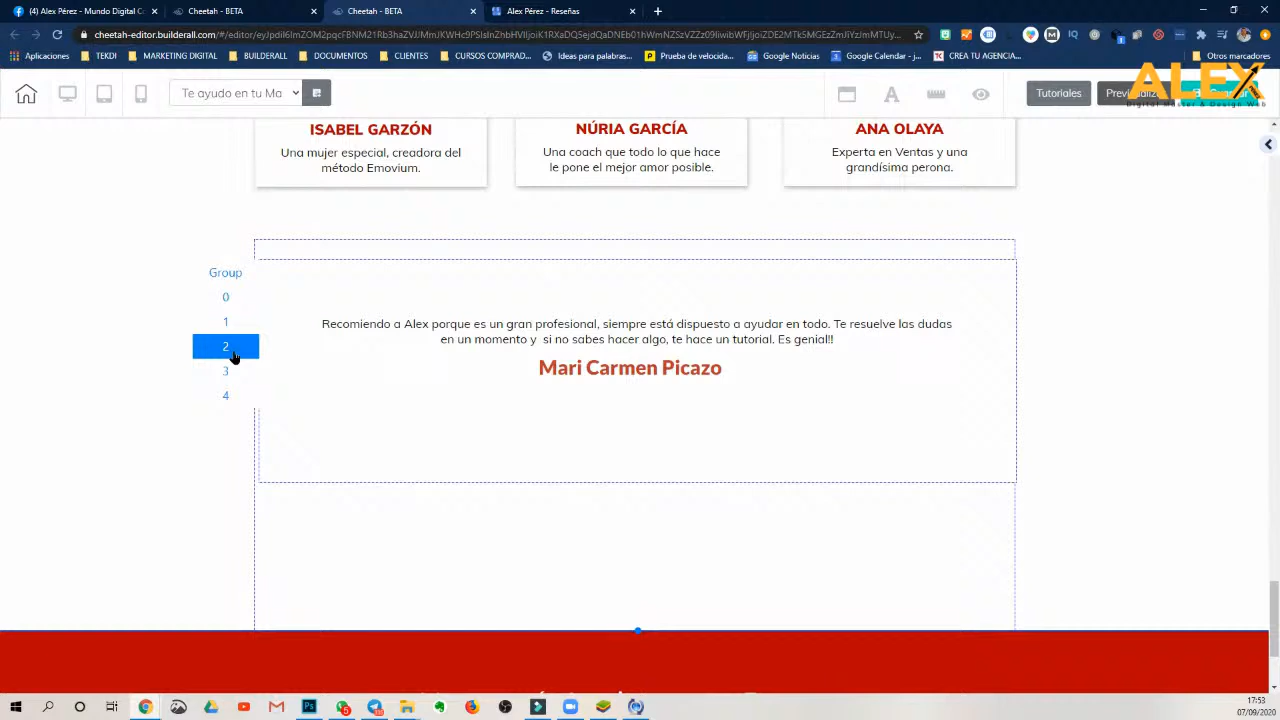 (4) Alex Pérez - Mundo Digital Co
Cheetah - BETA
Cheetah - BETA
Alex Pérez - Reseñas
Aplicaciones
TEKDI
MARKETING DIGITAL
BUILDERALL
DOCUMENTOS
CLIENTES
CURSOS COMPRAD...
Ideas para palabras...
Prueba de velocida...
Google Noticias
Google Calendar - j...
CREA TU AGENCIA...
Otros marcadores
Te ayudo en tu Ma
Tutoriales
ALEX
ISABEL GARZÓN
Una mujer especial, creadora del
método Emovium.
NÚRIA GARCÍA
Una coach que todo lo que hace
le pone el mejor amor posible.
ANA OLAYA
Experta en Ventas y una
grandísima perona.
Group
0
1
2
3
4
Recomiendo a Alex porque es un gran profesional, siempre está dispuesto a ayudar en todo. Te resuelve las dudas
en un momento y si no sabes hacer algo, te hace un tutorial. Es genial!!
Mari Carmen Picazo
17:53
07/09/2020